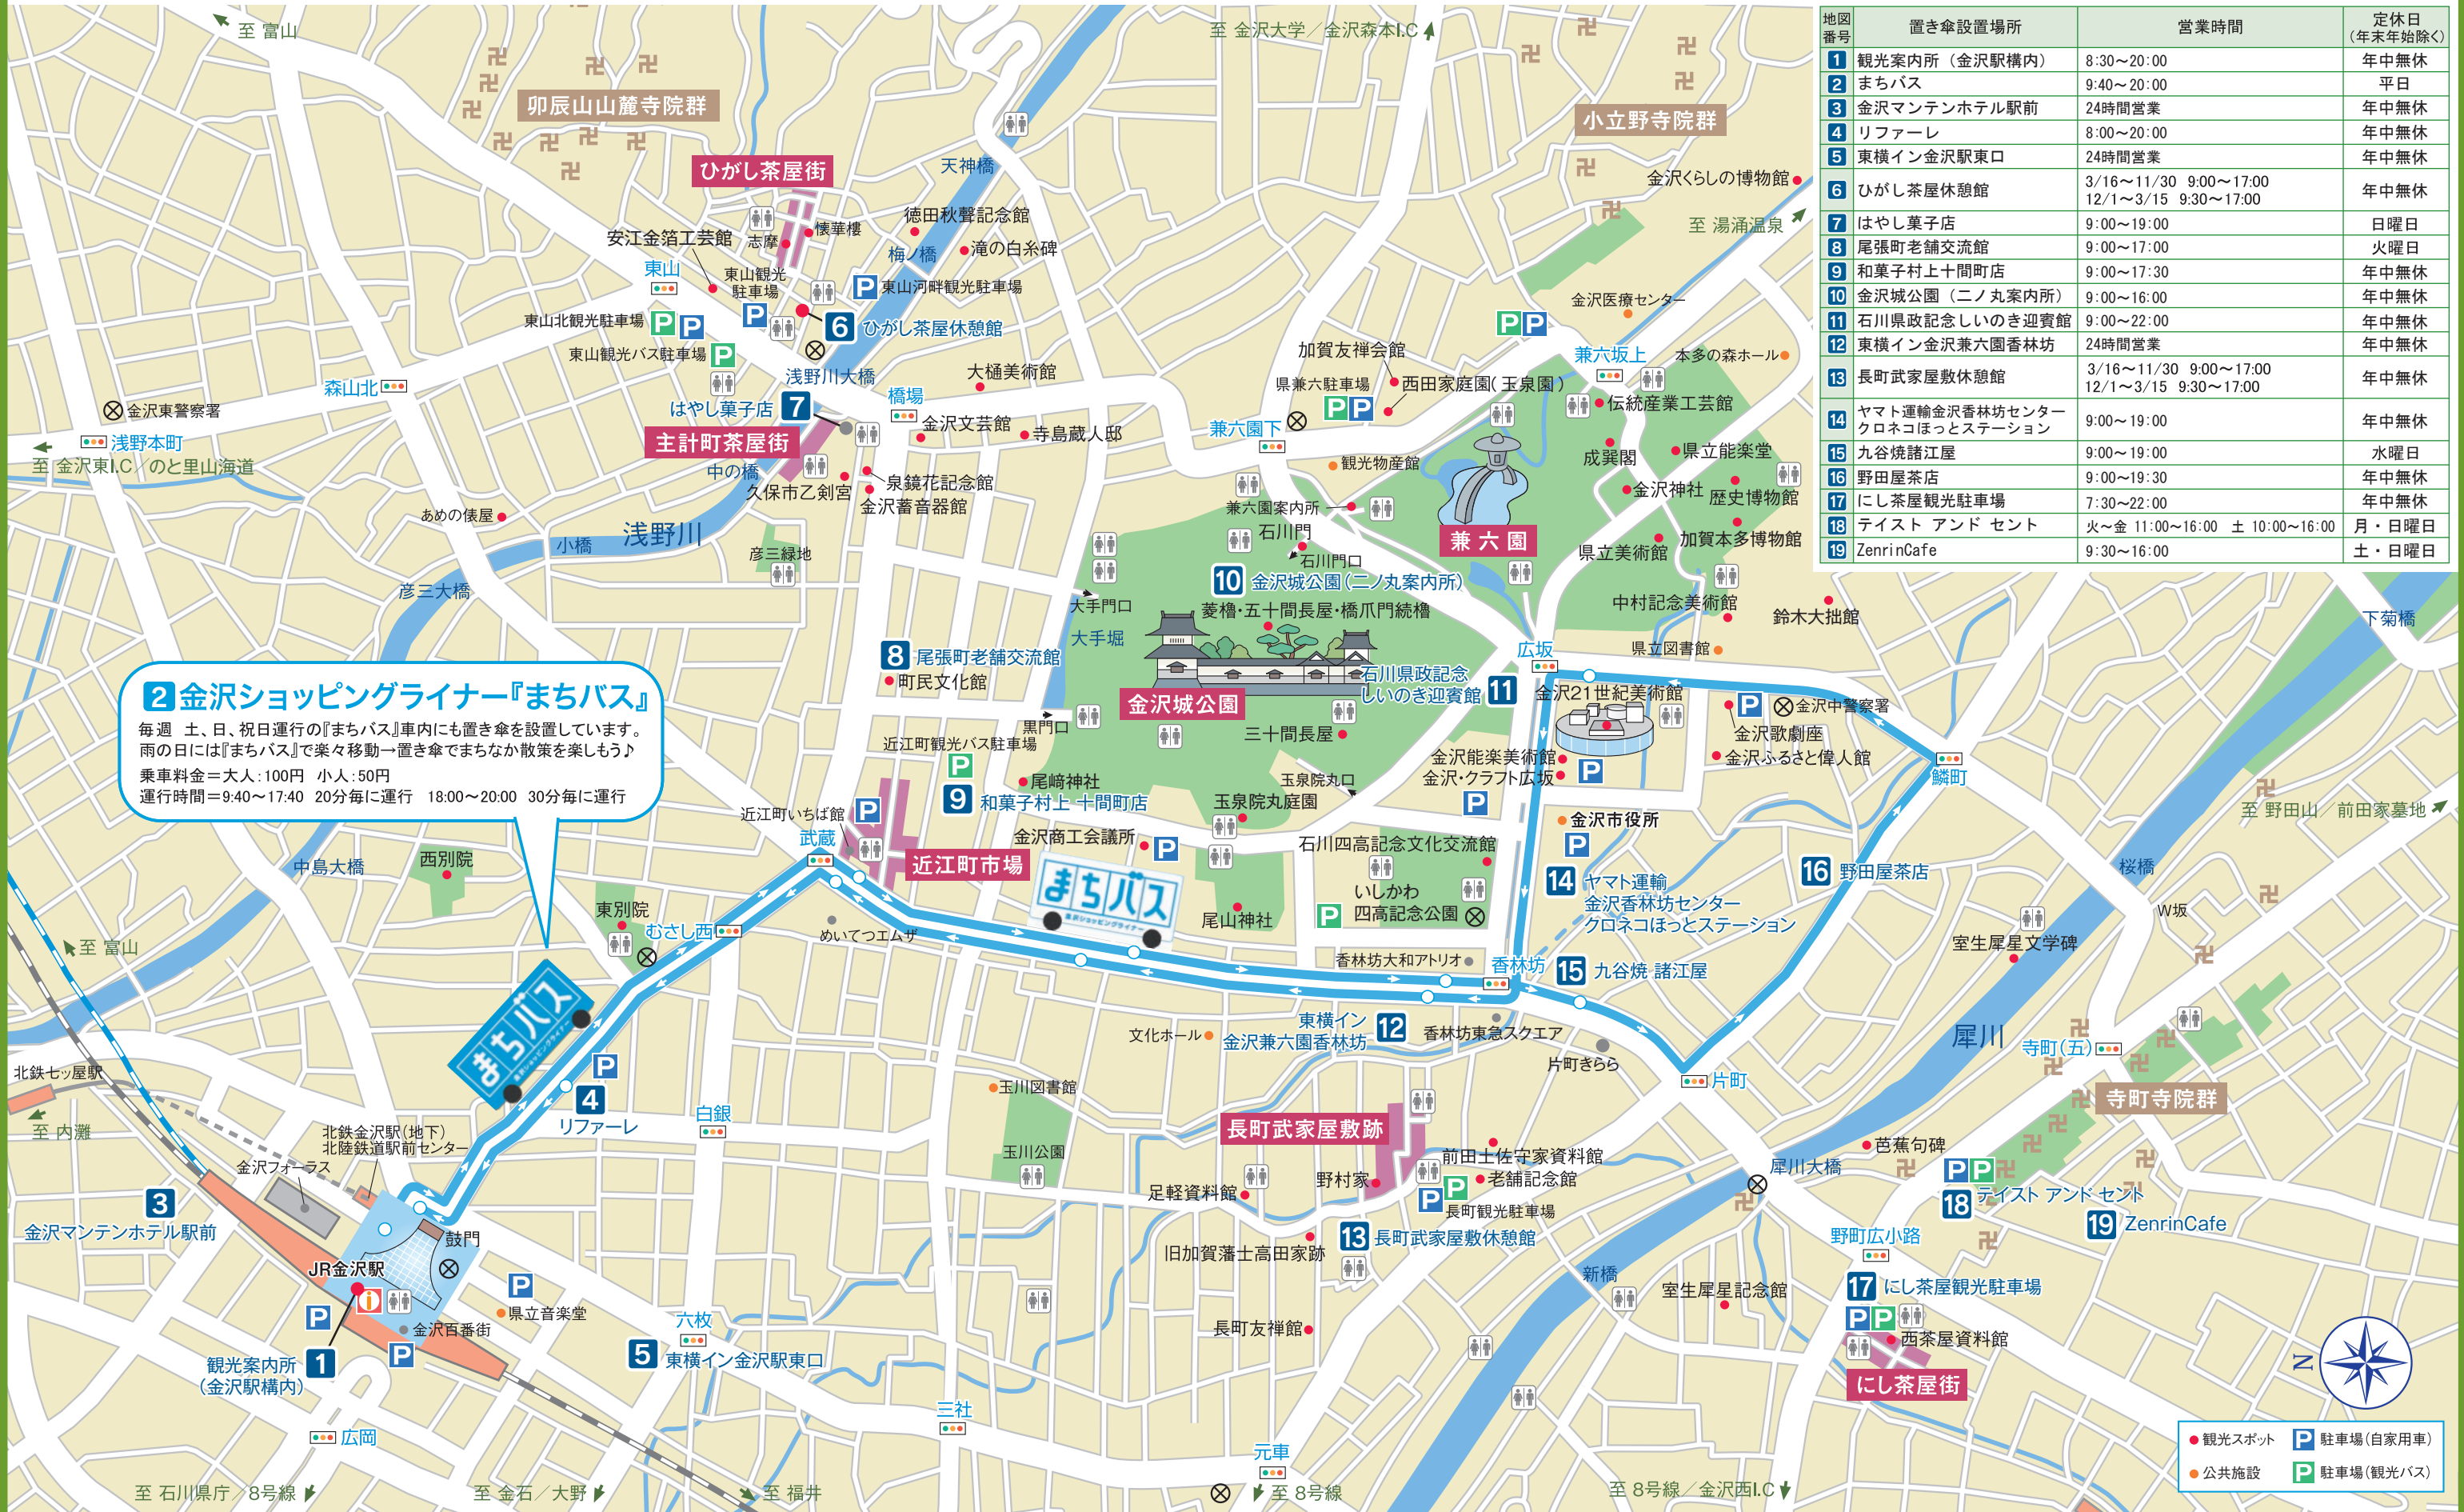 至 富山
至 金沢大学／金沢森本I.C
卯辰山山麓寺院群
小立野寺院群
ひがし茶屋街
天神橋
金沢くらしの博物館
至 湯涌温泉
徳田秋聲記念館
懐華樓
志摩
安江金箔工芸館
梅ノ橋
滝の白糸碑
東山
東山観光
駐車場
P
東山河畔観光駐車場
金沢医療センター
東山北観光駐車場
P P
6 ひがし茶屋休憩館
P P
東山観光バス駐車場
P
加賀友禅会館
兼六坂上
本多の森ホール
浅野川大橋
大樋美術館
県兼六駐車場
P P
西田家庭園(玉泉園)
森山北
橋場
伝統産業工芸館
金沢東警察署
はやし菓子店 7
金沢文芸館
寺島蔵人邸
兼六園下
浅野本町
主計町茶屋街
成巽閣
県立能楽堂
至 金沢東I.C／のと里山海道
中の橋
観光物産館
久保市乙剣宮
泉鏡花記念館
金沢神社
歴史博物館
金沢蓄音器館
兼六園案内所
あめの俵屋
石川門
浅野川
兼六園
県立美術館
加賀本多博物館
小橋
彦三緑地
石川門口
10 金沢城公園(二ノ丸案内所)
彦三大橋
大手門口
菱櫓・五十間長屋・橋爪門続櫓
中村記念美術館
鈴木大拙館
下菊橋
大手堀
8 尾張町老舗交流館
広坂
県立図書館
町民文化館
石川県政記念
しいのき迎賓館 11
金沢城公園
金沢21世紀美術館
P
金沢中警察署
2 金沢ショッピングライナー『まちバス』
毎週 土、日、祝日運行の『まちバス』車内にも置き傘を設置しています。
雨の日には『まちバス』で楽々移動→置き傘でまちなか散策を楽しもう♪
乗車料金＝大人：100円 小人：50円
運行時間＝9:40～17:40 20分毎に運行 18:00～20:00 30分毎に運行
黒門口
三十間長屋
金沢歌劇座
近江町観光バス駐車場
P
金沢能楽美術館
金沢ふるさと偉人館
金沢・クラフト広坂
P
鱗町
尾﨑神社
玉泉院丸口
9 和菓子村上 十間町店
玉泉院丸庭園
P
至 野田山／前田家墓地
近江町いちば館
P
武蔵
金沢商工会議所
P
金沢市役所
P
石川四高記念文化交流館
中島大橋
西別院
近江町市場
まちバス
金沢ショッピングライナー
桜橋
16 野田屋茶店
14 ヤマト運輸
金沢香林坊センター
クロネコほっとステーション
いしかわ
四高記念公園
P
W坂
東別院
むさし西
尾山神社
至 富山
めいてつエムザ
室生犀星文学碑
香林坊大和アトリオ
香林坊
15 九谷焼 諸江屋
まちバス
金沢ショッピングライナー
東横イン
金沢兼六園香林坊
12
文化ホール
香林坊東急スクエア
犀川
寺町(五)
片町きらら
北鉄七ッ屋駅
P
玉川図書館
片町
4
リファーレ
寺町寺院群
白銀
至 内灘
北鉄金沢駅(地下)
北陸鉄道駅前センター
長町武家屋敷跡
金沢フォーラス
玉川公園
前田土佐守家資料館
芭蕉句碑
犀川大橋
P P
野村家
老舗記念館
足軽資料館
P P
長町観光駐車場
3
金沢マンテンホテル駅前
18 テイスト アンド セント
鼓門
旧加賀藩士高田家跡
13 長町武家屋敷休憩館
19 ZenrinCafe
野町広小路
JR金沢駅
i
P
P
新橋
室生犀星記念館
17 にし茶屋観光駐車場
県立音楽堂
六枚
長町友禅館
P P
西茶屋資料館
金沢百番街
P
観光案内所
(金沢駅構内)
1
5 東横イン金沢駅東口
にし茶屋街
N
三社
広岡
元車
至 石川県庁／8号線
至 金石／大野
至 福井
至 8号線
至 8号線／金沢西I.C
観光スポット
P 駐車場(自家用車)
公共施設
P 駐車場(観光バス)
地図番号 置き傘設置場所 営業時間 定休日(年末年始除く)
1 観光案内所（金沢駅構内） 8:30～20:00 年中無休
2 まちバス 9:40～20:00 平日
3 金沢マンテンホテル駅前 24時間営業 年中無休
4 リファーレ 8:00～20:00 年中無休
5 東横イン金沢駅東口 24時間営業 年中無休
6 ひがし茶屋休憩館 3/16～11/30 9:00～17:00 年中無休
12/1～3/15 9:30～17:00
7 はやし菓子店 9:00～19:00 日曜日
8 尾張町老舗交流館 9:00～17:00 火曜日
9 和菓子村上十間町店 9:00～17:30 年中無休
10 金沢城公園（二ノ丸案内所） 9:00～16:00 年中無休
11 石川県政記念しいのき迎賓館 9:00～22:00 年中無休
12 東横イン金沢兼六園香林坊 24時間営業 年中無休
13 長町武家屋敷休憩館 3/16～11/30 9:00～17:00 年中無休
12/1～3/15 9:30～17:00
14 ヤマト運輸金沢香林坊センター 9:00～19:00 年中無休
クロネコほっとステーション
15 九谷焼諸江屋 9:00～19:00 水曜日
16 野田屋茶店 9:00～19:30 年中無休
17 にし茶屋観光駐車場 7:30～22:00 年中無休
18 テイスト アンド セント 火～金 11:00～16:00 土 10:00～16:00 月・日曜日
19 ZenrinCafe 9:30～16:00 土・日曜日